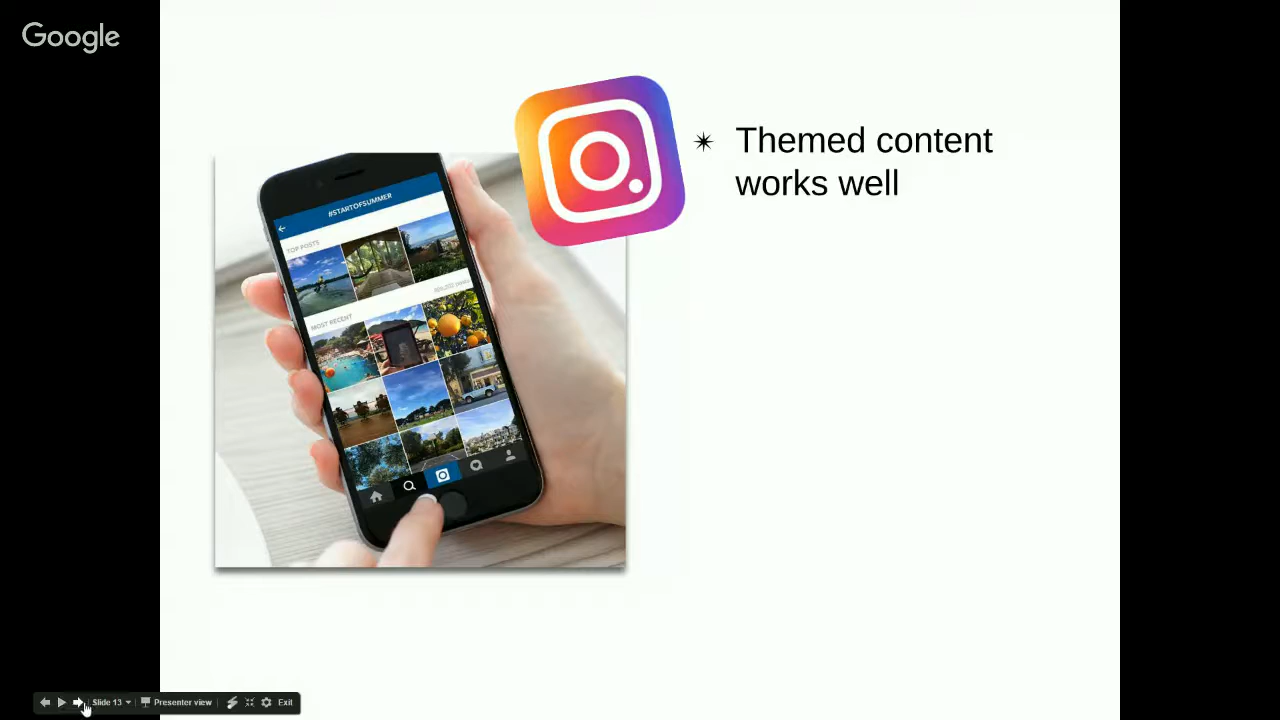 Google
Themed content
works well
#STARTOFSUMMER
TOP POSTS
MOST RECENT
Slide 13
Presenter view
Exit